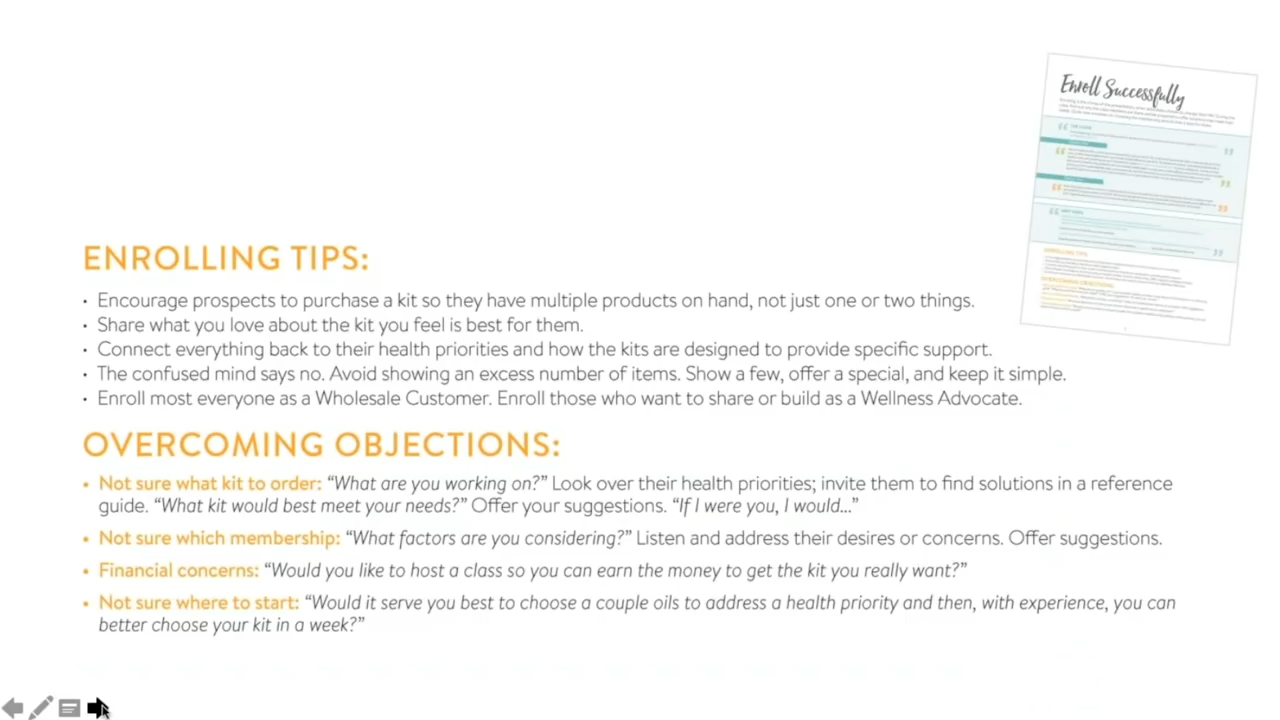 Enroll Successfully
ENROLLING TIPS:
• Encourage prospects to purchase a kit so they have multiple products on hand, not just one or two things.
• Share what you love about the kit you feel is best for them.
• Connect everything back to their health priorities and how the kits are designed to provide specific support.
• The confused mind says no. Avoid showing an excess number of items. Show a few, offer a special, and keep it simple.
• Enroll most everyone as a Wholesale Customer. Enroll those who want to share or build as a Wellness Advocate.
OVERCOMING OBJECTIONS:
• Not sure what kit to order: “What are you working on?” Look over their health priorities; invite them to find solutions in a reference
guide. “What kit would best meet your needs?” Offer your suggestions. “If I were you, I would...”
• Not sure which membership: “What factors are you considering?” Listen and address their desires or concerns. Offer suggestions.
• Financial concerns: “Would you like to host a class so you can earn the money to get the kit you really want?”
• Not sure where to start: “Would it serve you best to choose a couple oils to address a health priority and then, with experience, you can
better choose your kit in a week?”